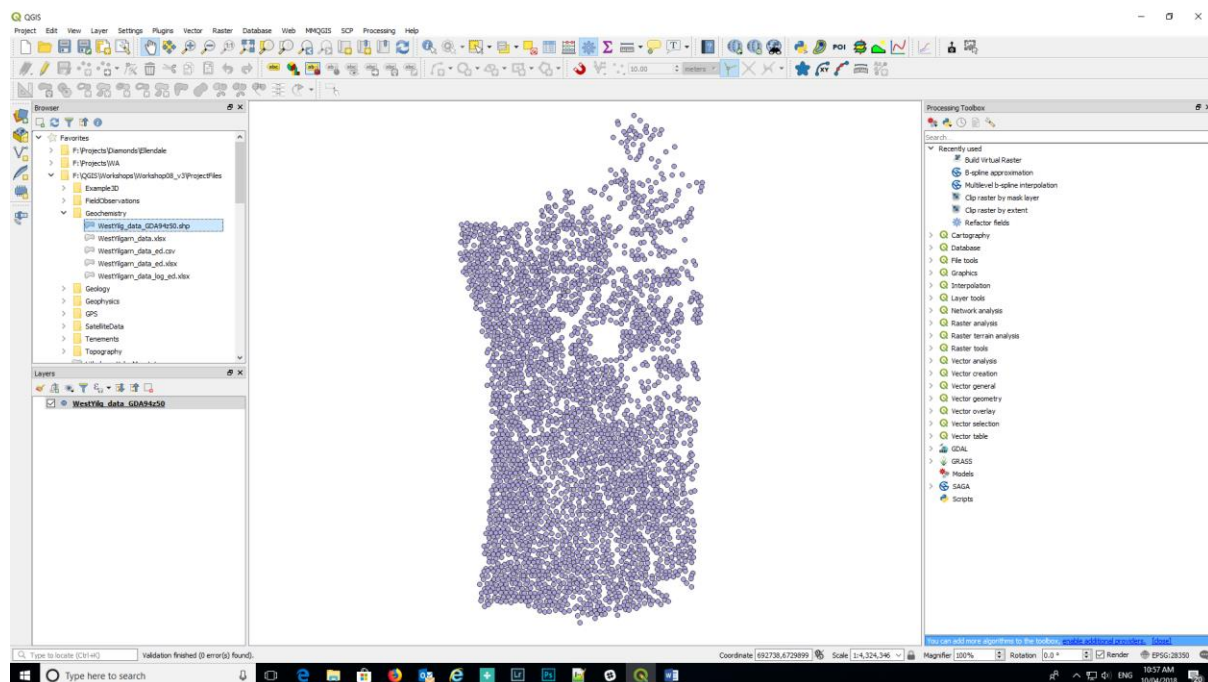 QGIS
Project Edit View Layer Settings Plugins Vector Raster Database Web MMQGIS SCP Processing Help
10.00 meters
Browser
Favorites
F:\Projects\Diamonds\Ellendale
F:\Projects\WA
F:\QGIS\Workshops\Workshop08_v3\ProjectFiles
Example3D
FieldObservations
Geochemistry
WestYilg_data_GDA94z50.shp
WestYilgarn_data.xlsx
WestYilgarn_data_ed.csv
WestYilgarn_data_ed.xlsx
WestYilgarn_data_log_ed.xlsx
Geology
Geophysics
GPS
SatelliteData
Tenements
Topography
Layers
WestYilg_data_GDA94z50
Processing Toolbox
Search...
Recently used
Build Virtual Raster
B-spline approximation
Multilevel b-spline interpolation
Clip raster by mask layer
Clip raster by extent
Refactor fields
Cartography
Database
File tools
Graphics
Interpolation
Layer tools
Network analysis
Raster analysis
Raster terrain analysis
Raster tools
Vector analysis
Vector creation
Vector general
Vector geometry
Vector overlay
Vector selection
Vector table
GDAL
GRASS
Models
SAGA
Scripts
You can add more algorithms to the toolbox, enable additional providers. [close]
Type to locate (Ctrl+K) Validation finished (0 error(s) found). Coordinate 692738,6729899 Scale 1:4,324,346 Magnifier 100% Rotation 0.0 ° Render EPSG:28350
Type here to search ENG 10:57 AM
10/04/2018